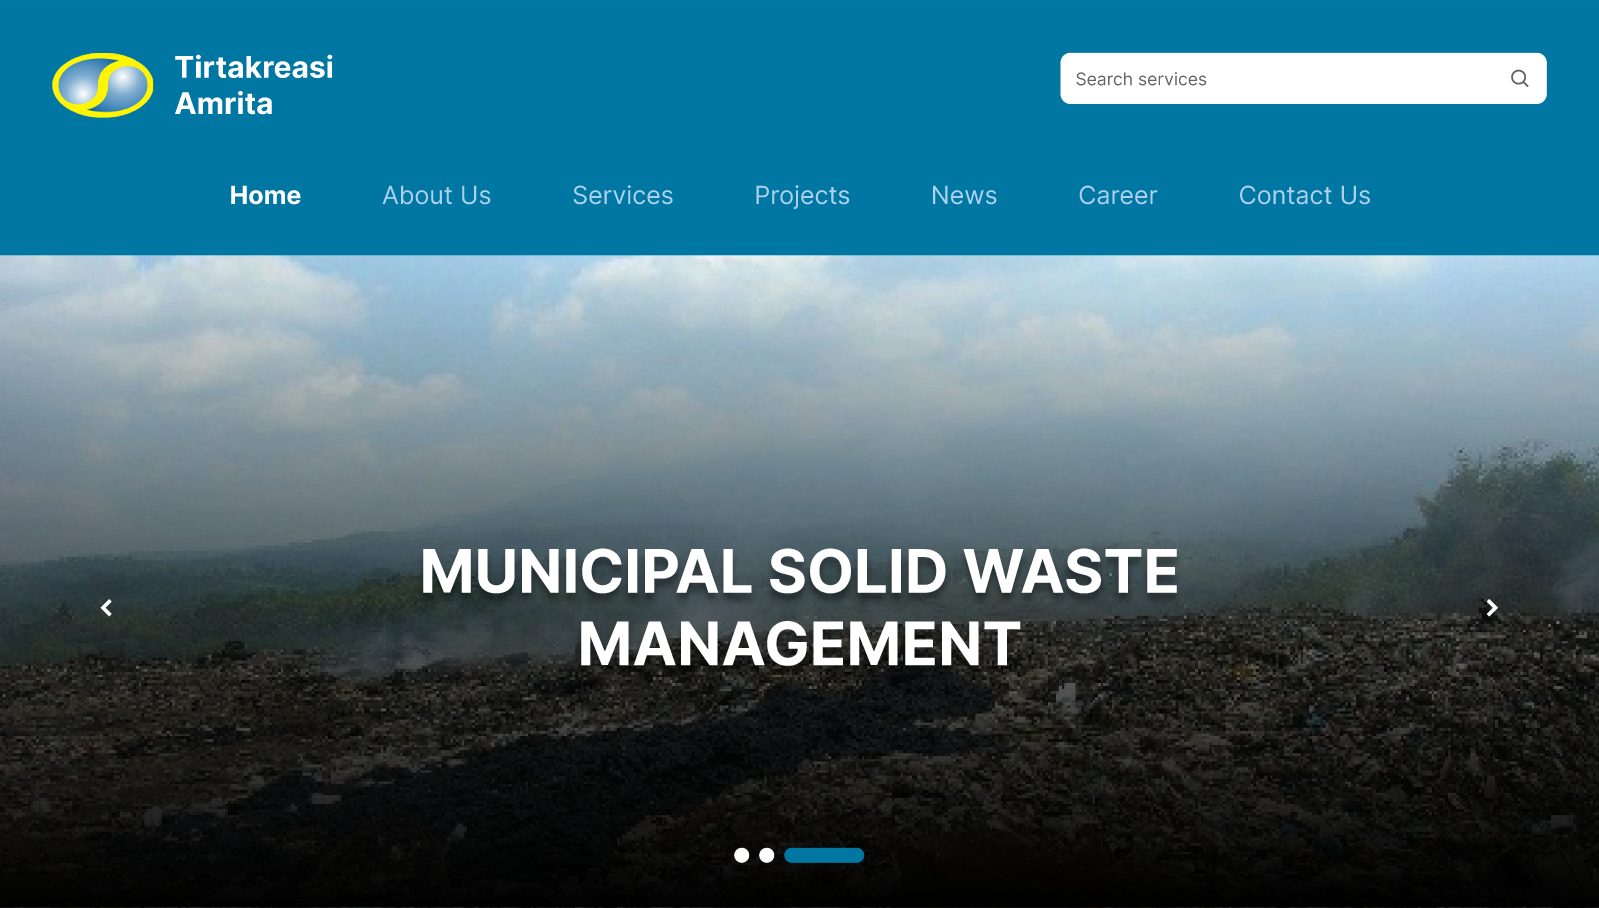 Tirtakreasi
Amrita
Search services
Home About Us Services Projects News Career Contact Us
MUNICIPAL SOLID WASTE
MANAGEMENT